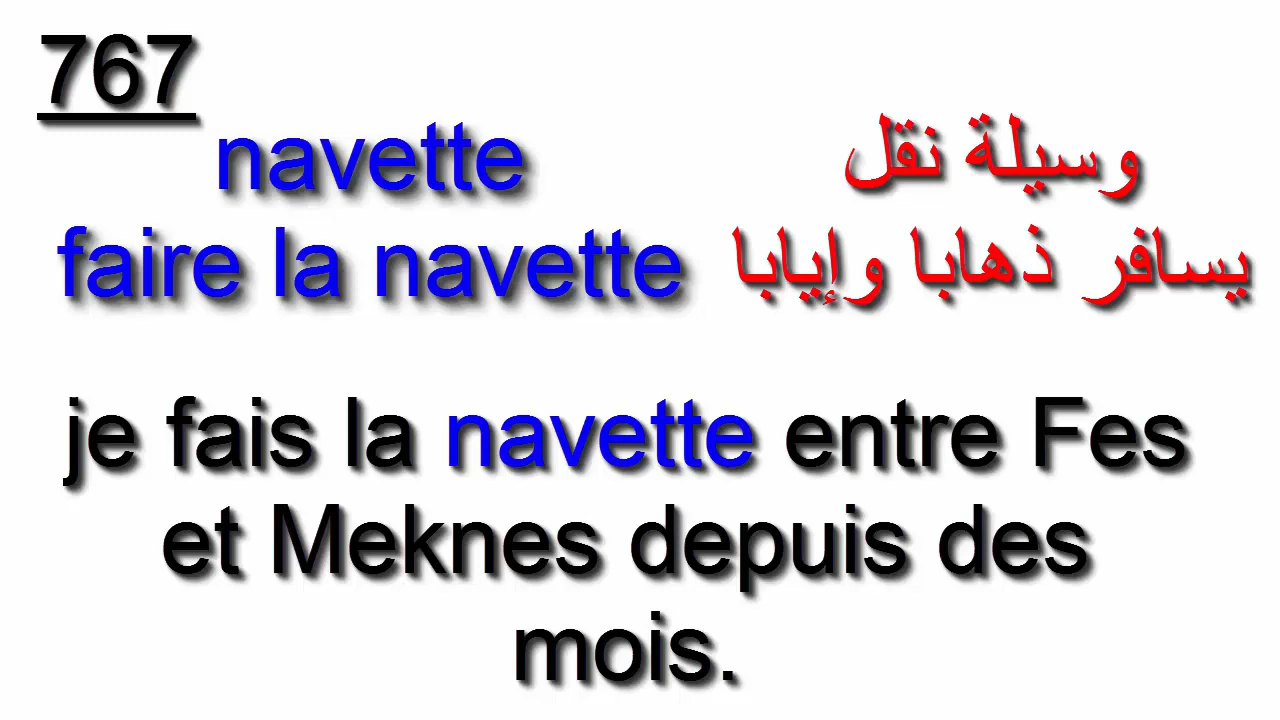 767
navette
وسيلة نقل
faire la navette
يسافر ذهابا وإيابا
je fais la navette entre Fes
et Meknes depuis des
mois.